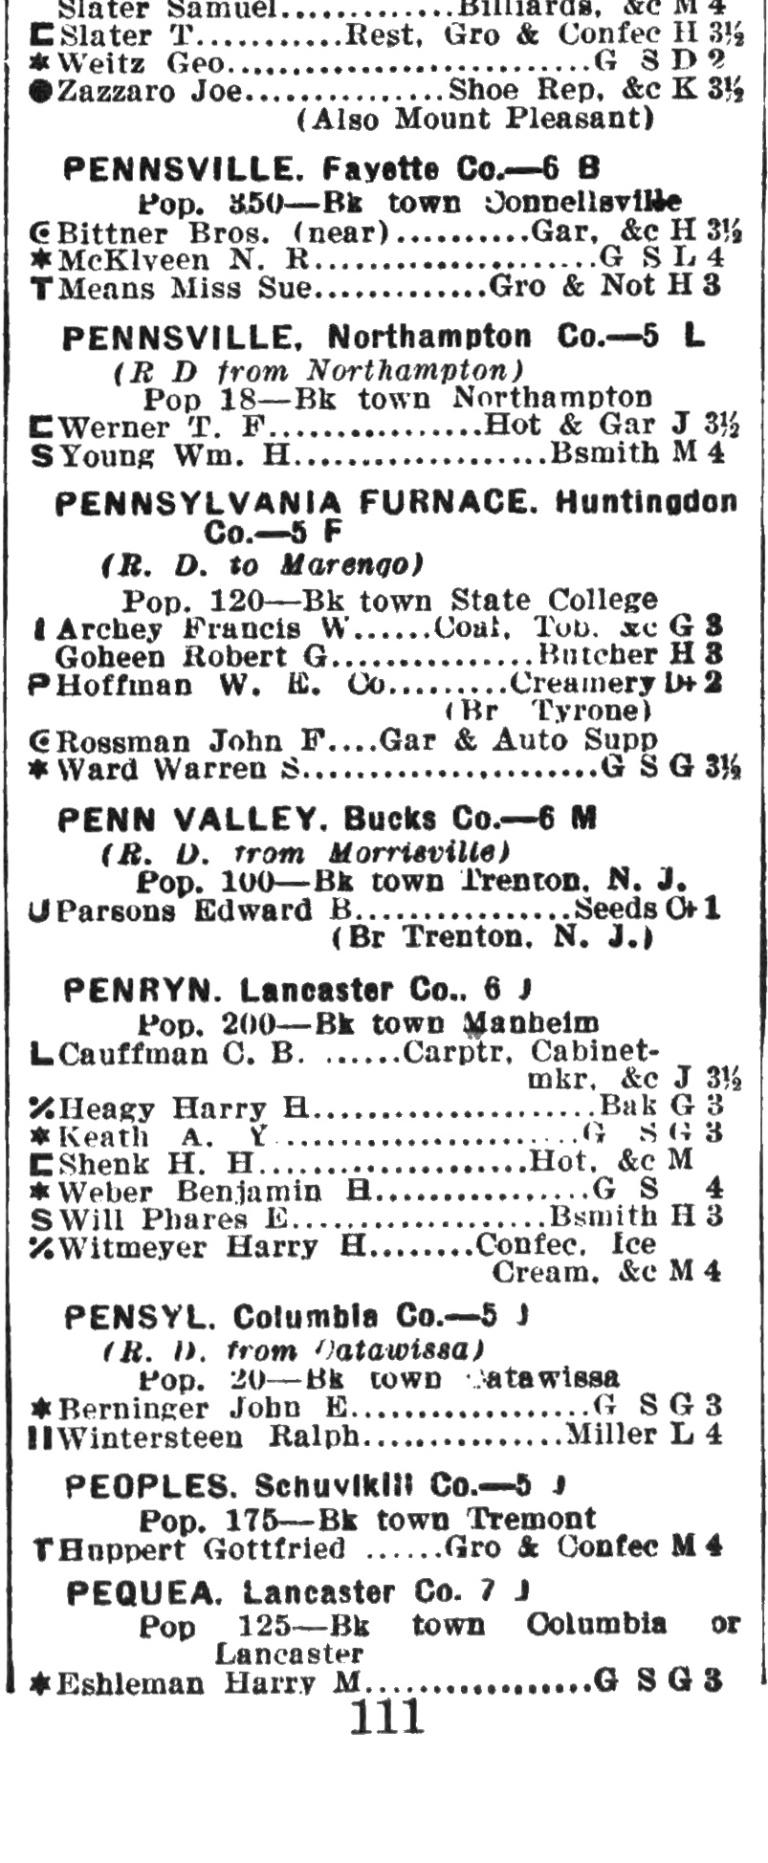 Slater Samuel.............Billiards, &c M 4
⊏Slater T...........Rest, Gro & Confec H 3½
*Weitz Geo...........................G S D 2
●Zazzaro Joe...............Shoe Rep, &c K 3½
(Also Mount Pleasant)
PENNSVILLE. Fayette Co.—6 B
Pop. 350—Bk town Connellsville
₢Bittner Bros. (near)..........Gar, &c H 3½
*McKlveen N. R.....................G S L 4
TMeans Miss Sue.............Gro & Not H 3
PENNSVILLE, Northampton Co.—5 L
(R D from Northampton)
Pop 18—Bk town Northampton
⊏Werner T. F................Hot & Gar J 3½
SYoung Wm. H...................Bsmith M 4
PENNSYLVANIA FURNACE. Huntingdon
Co.—5 F
(R. D. to Marengo)
Pop. 120—Bk town State College
Archey Francis W......Coal, Tob. &c G 3
Goheen Robert G...............Butcher H 3
PHoffman W. E. Co.........Creamery D+ 2
(Br Tyrone)
₢Rossman John F....Gar & Auto Supp
*Ward Warren S......................G S G 3½
PENN VALLEY. Bucks Co.—6 M
(R. D. from Morrisville)
Pop. 100—Bk town Trenton. N. J.
UParsons Edward B................Seeds C+ 1
(Br Trenton. N. J.)
PENRYN. Lancaster Co.. 6 J
Pop. 200—Bk town Manheim
LCauffman C. B. ......Carptr, Cabinet-
mkr, &c J 3½
⁒Heagy Harry H.....................Bak G 3
*Keath A. Y......................G S G 3
⊏Shenk H. H....................Hot. &c M
*Weber Benjamin H................G S 4
SWill Phares E...................Bsmith H 3
⁒Witmeyer Harry H........Confec. Ice
Cream, &c M 4
PENSYL. Columbia Co.—5 J
(R. D. from Catawissa)
Pop. 20—Bk town Catawissa
*Berninger John E..................G S G 3
IIWintersteen Ralph...............Miller L 4
PEOPLES. Schuylkill Co.—5 J
Pop. 175—Bk town Tremont
THuppert Gottfried ......Gro & Confec M 4
PEQUEA. Lancaster Co. 7 J
Pop 125—Bk town Columbia or
Lancaster
*Eshleman Harry M.................G S G 3
111